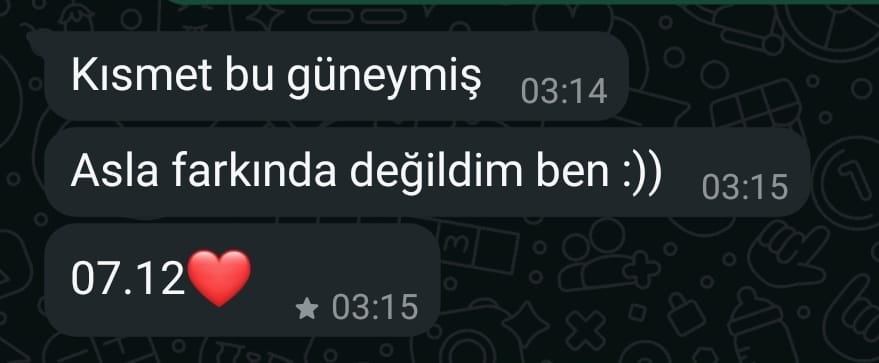 Kısmet bu güneymiş 03:14
Asla farkında değildim ben :)) 03:15
07.12❤️ ★ 03:15